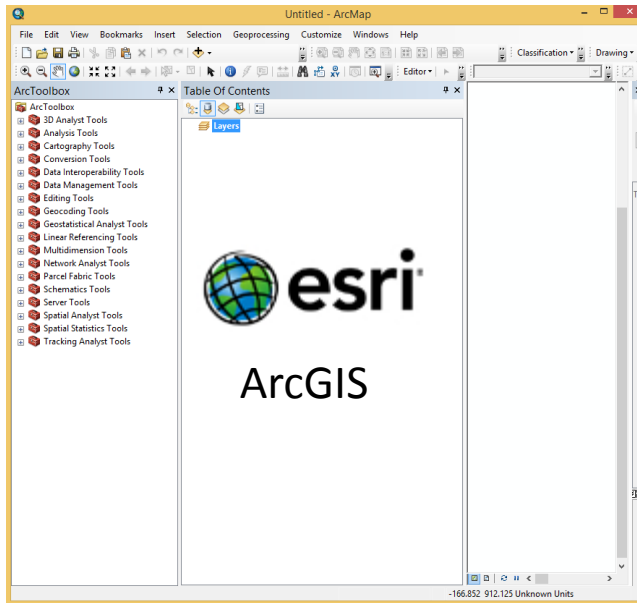 Untitled - ArcMap
File Edit View Bookmarks Insert Selection Geoprocessing Customize Windows Help
Classification Drawing
Editor
ArcToolbox
Table Of Contents
ArcToolbox
3D Analyst Tools
Analysis Tools
Cartography Tools
Conversion Tools
Data Interoperability Tools
Data Management Tools
Editing Tools
Geocoding Tools
Geostatistical Analyst Tools
Linear Referencing Tools
Multidimension Tools
Network Analyst Tools
Parcel Fabric Tools
Schematics Tools
Server Tools
Spatial Analyst Tools
Spatial Statistics Tools
Tracking Analyst Tools
Layers
esri
ArcGIS
-166.852 912.125 Unknown Units